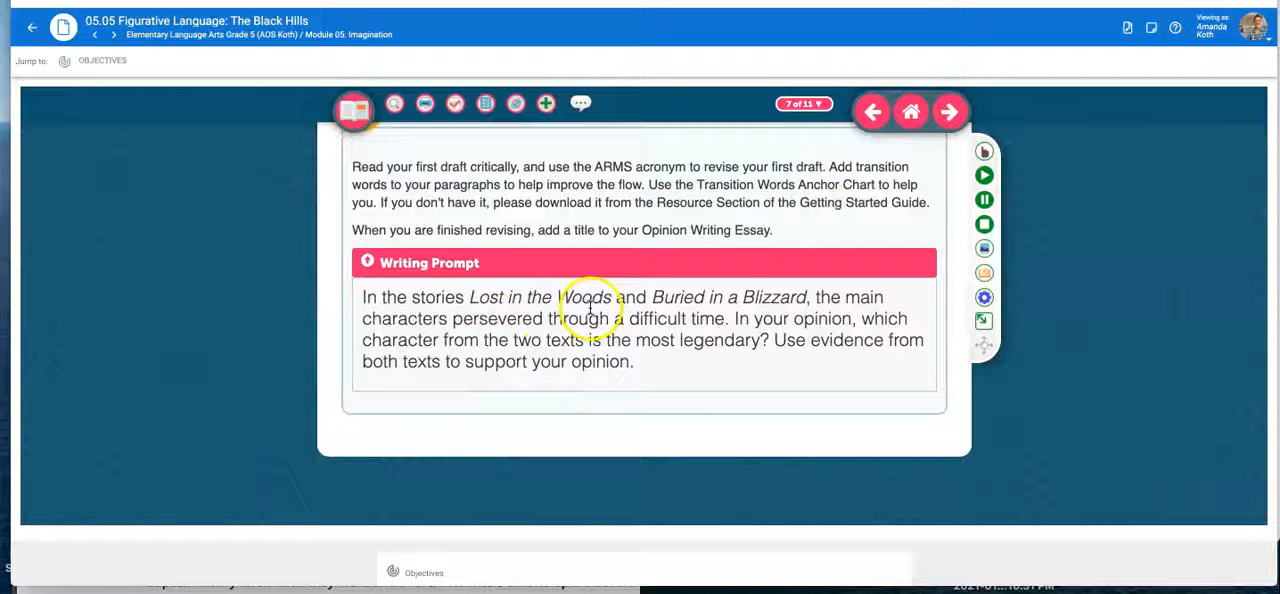 05.05 Figurative Language: The Black Hills
Elementary Language Arts Grade 5 (AOS Koth) / Module 05: Imagination
Viewing as:
Amanda
Koth
Jump to:
OBJECTIVES
7 of 11 ▼
Read your first draft critically, and use the ARMS acronym to revise your first draft. Add transition
words to your paragraphs to help improve the flow. Use the Transition Words Anchor Chart to help
you. If you don't have it, please download it from the Resource Section of the Getting Started Guide.
When you are finished revising, add a title to your Opinion Writing Essay.
Writing Prompt
In the stories Lost in the Woods and Buried in a Blizzard, the main
characters persevered through a difficult time. In your opinion, which
character from the two texts is the most legendary? Use evidence from
both texts to support your opinion.
Objectives